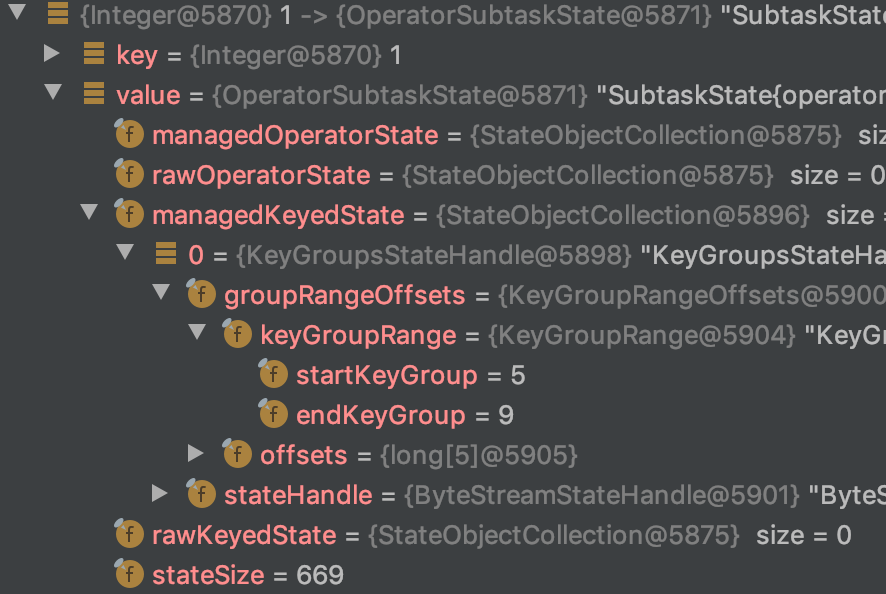 {Integer@5870} 1 -> {OperatorSubtaskState@5871} "SubtaskState
key = {Integer@5870} 1
value = {OperatorSubtaskState@5871} "SubtaskState{operator
f managedOperatorState = {StateObjectCollection@5875} siz
f rawOperatorState = {StateObjectCollection@5875} size = 0
f managedKeyedState = {StateObjectCollection@5896} size =
0 = {KeyGroupsStateHandle@5898} "KeyGroupsStateHa
f groupRangeOffsets = {KeyGroupRangeOffsets@5900
f keyGroupRange = {KeyGroupRange@5904} "KeyGr
f startKeyGroup = 5
f endKeyGroup = 9
f offsets = {long[5]@5905}
f stateHandle = {ByteStreamStateHandle@5901} "ByteS
f rawKeyedState = {StateObjectCollection@5875} size = 0
f stateSize = 669